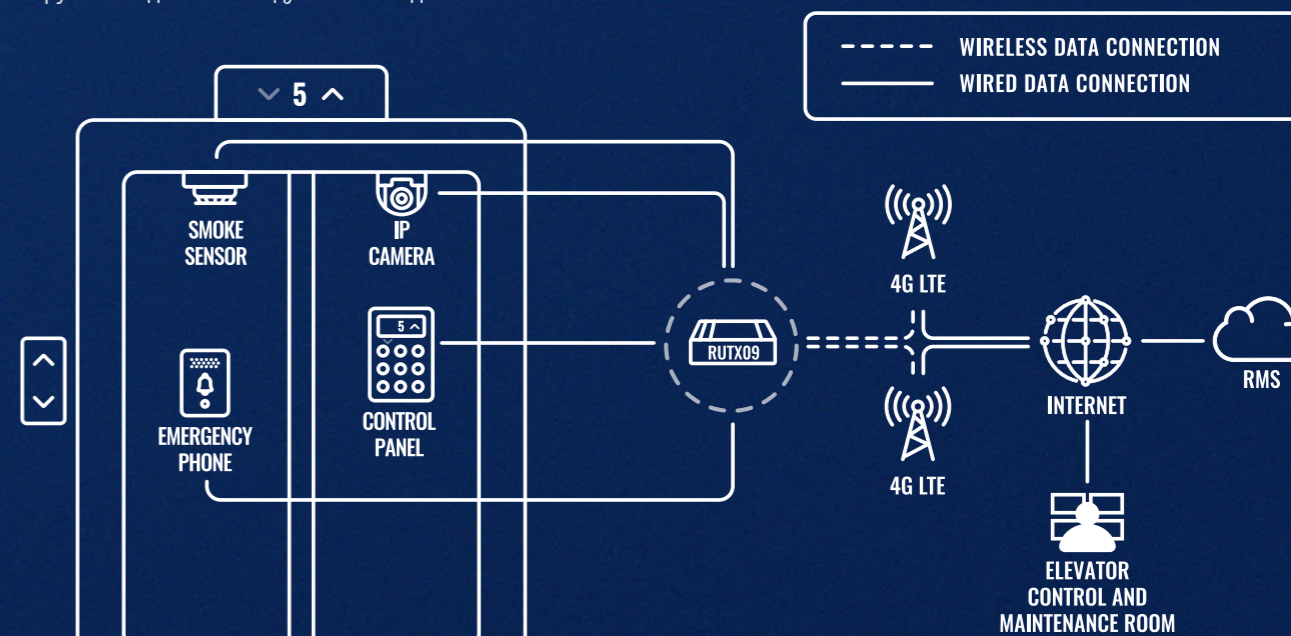 WIRELESS DATA CONNECTION
WIRED DATA CONNECTION
5
SMOKE
SENSOR
IP
CAMERA
4G LTE
5
RUTX09
RMS
INTERNET
CONTROL
PANEL
EMERGENCY
PHONE
4G LTE
ELEVATOR
CONTROL AND
MAINTENANCE ROOM